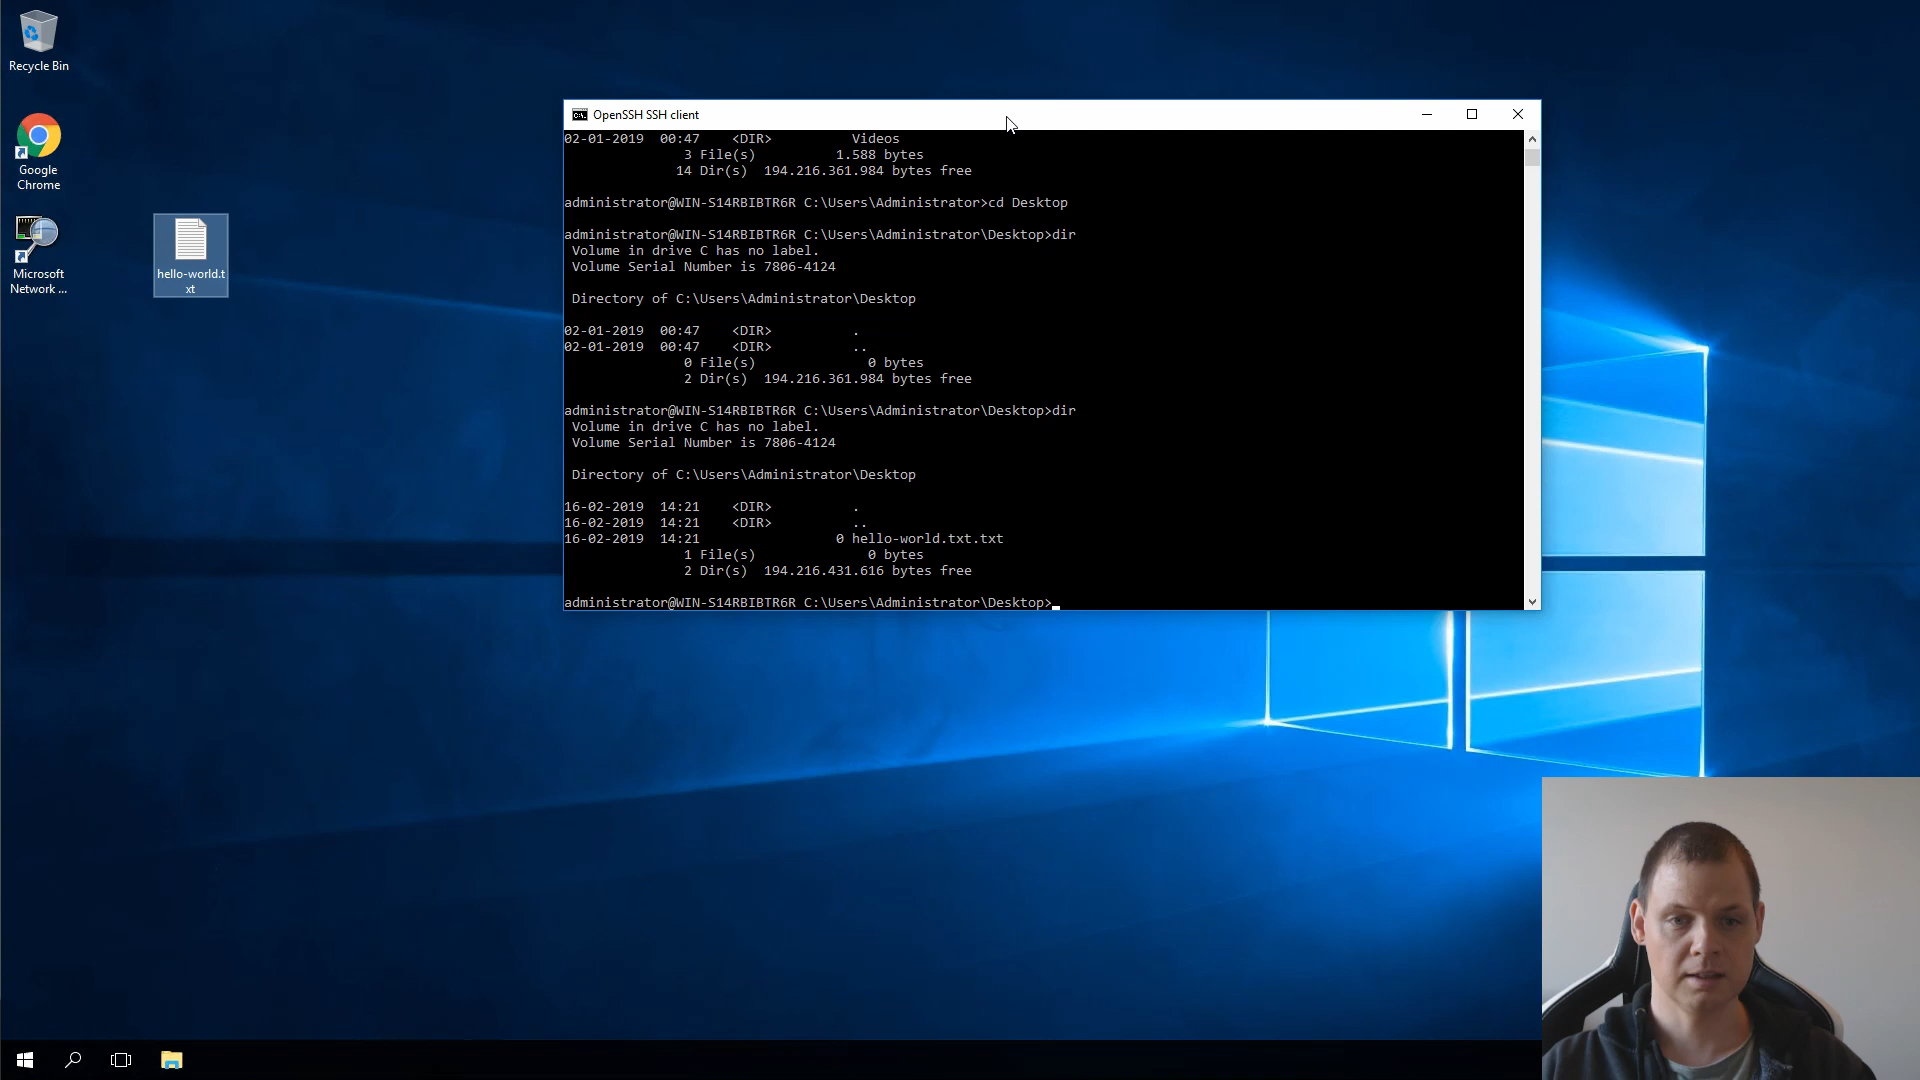 Recycle Bin
Google
Chrome
Microsoft
Network ...
hello-world.t
xt
OpenSSH SSH client
02-01-2019  00:47    <DIR>          Videos
               3 File(s)          1.588 bytes
              14 Dir(s)  194.216.361.984 bytes free
administrator@WIN-S14RBIBTR6R C:\Users\Administrator>cd Desktop
administrator@WIN-S14RBIBTR6R C:\Users\Administrator\Desktop>dir
 Volume in drive C has no label.
 Volume Serial Number is 7806-4124
 Directory of C:\Users\Administrator\Desktop
02-01-2019  00:47    <DIR>          .
02-01-2019  00:47    <DIR>          ..
               0 File(s)              0 bytes
               2 Dir(s)  194.216.361.984 bytes free
administrator@WIN-S14RBIBTR6R C:\Users\Administrator\Desktop>dir
 Volume in drive C has no label.
 Volume Serial Number is 7806-4124
 Directory of C:\Users\Administrator\Desktop
16-02-2019  14:21    <DIR>          .
16-02-2019  14:21    <DIR>          ..
16-02-2019  14:21                 0 hello-world.txt.txt
               1 File(s)              0 bytes
               2 Dir(s)  194.216.431.616 bytes free
administrator@WIN-S14RBIBTR6R C:\Users\Administrator\Desktop>